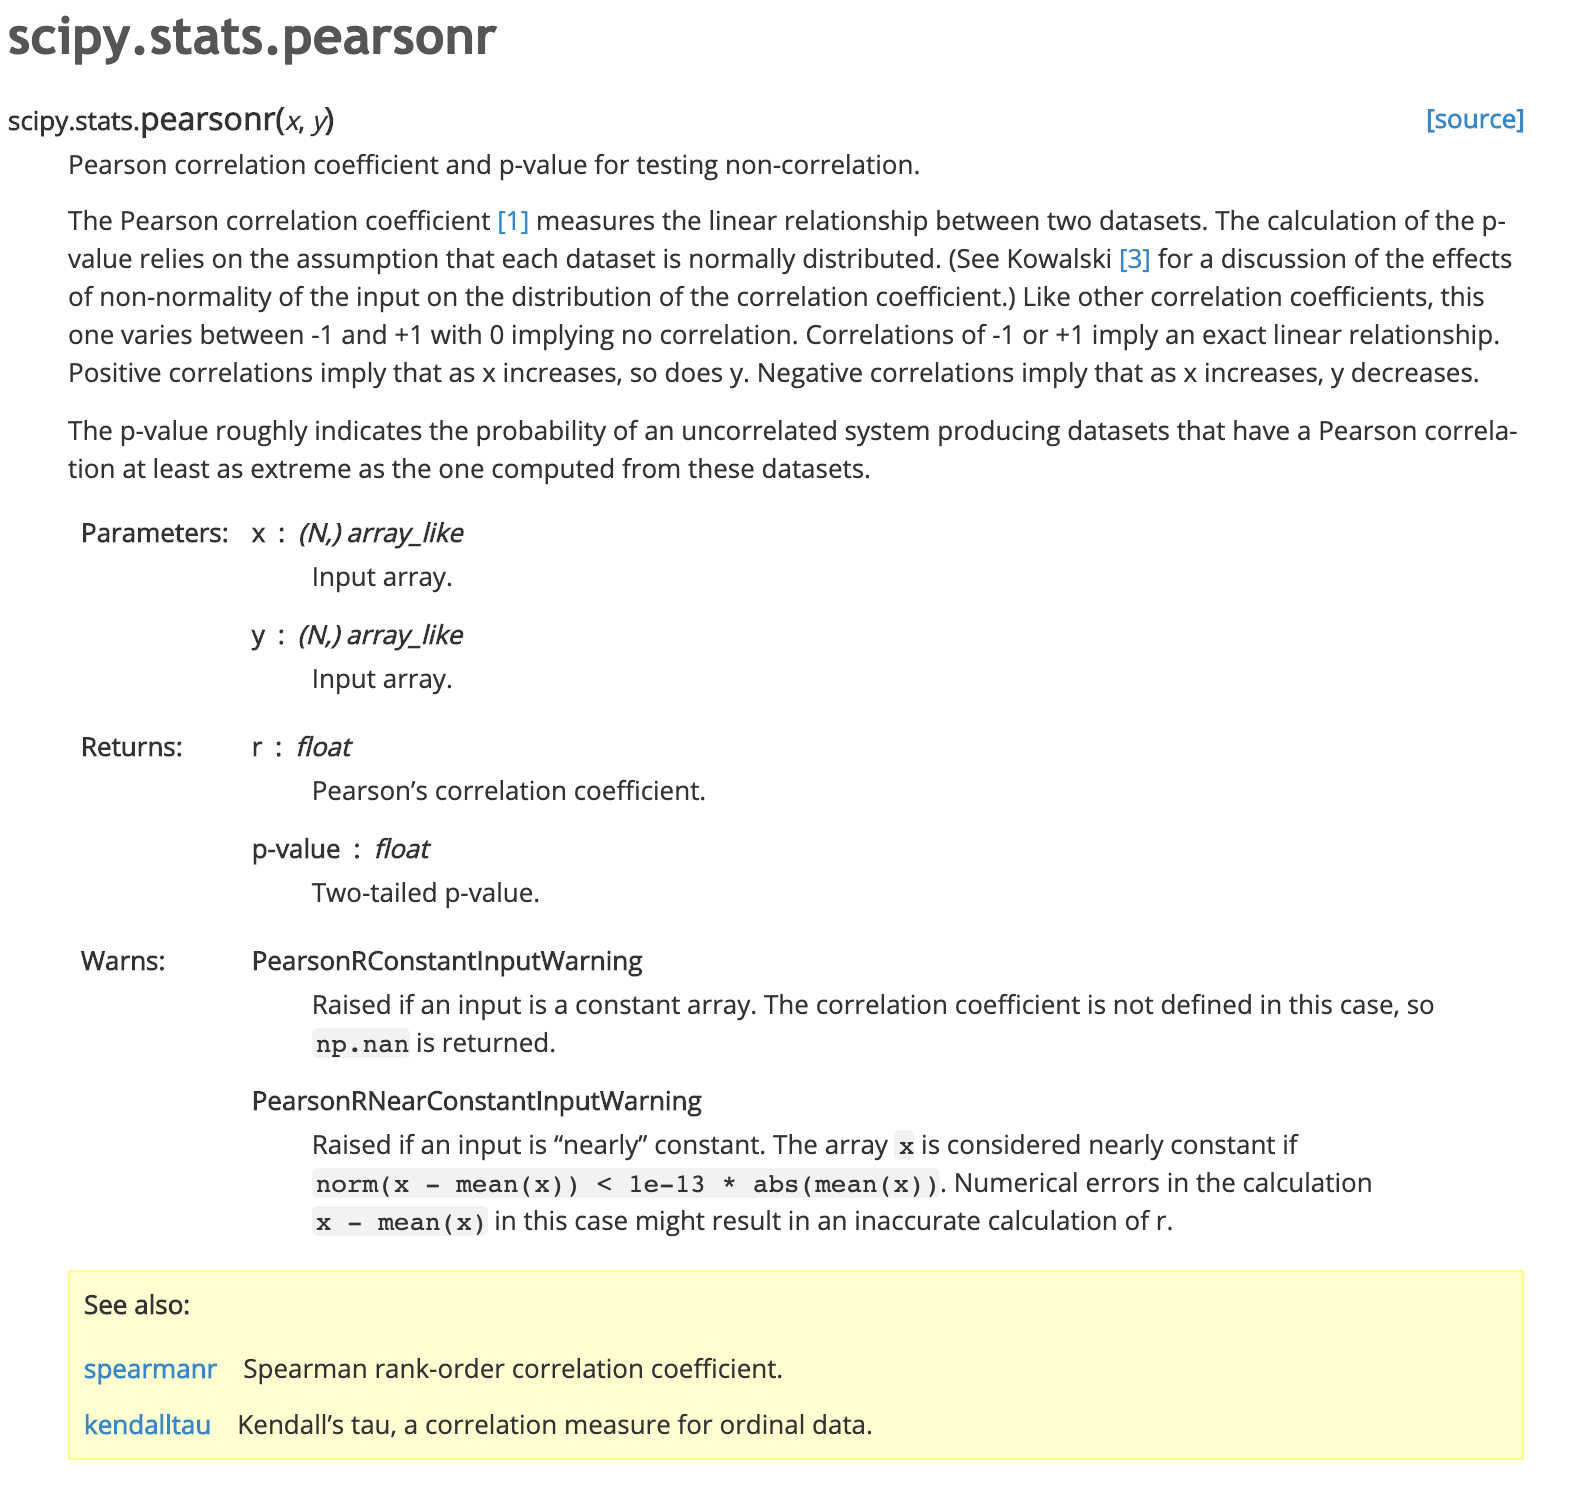 scipy.stats.pearsonr
scipy.stats.pearsonr(x, y) [source]
Pearson correlation coefficient and p-value for testing non-correlation.
The Pearson correlation coefficient [1] measures the linear relationship between two datasets. The calculation of the p-
value relies on the assumption that each dataset is normally distributed. (See Kowalski [3] for a discussion of the effects
of non-normality of the input on the distribution of the correlation coefficient.) Like other correlation coefficients, this
one varies between -1 and +1 with 0 implying no correlation. Correlations of -1 or +1 imply an exact linear relationship.
Positive correlations imply that as x increases, so does y. Negative correlations imply that as x increases, y decreases.
The p-value roughly indicates the probability of an uncorrelated system producing datasets that have a Pearson correla-
tion at least as extreme as the one computed from these datasets.
Parameters: x : (N,) array_like
Input array.
y : (N,) array_like
Input array.
Returns: r : float
Pearson’s correlation coefficient.
p-value : float
Two-tailed p-value.
Warns: PearsonRConstantInputWarning
Raised if an input is a constant array. The correlation coefficient is not defined in this case, so
np.nan is returned.
PearsonRNearConstantInputWarning
Raised if an input is “nearly” constant. The array x is considered nearly constant if
norm(x - mean(x)) < 1e-13 * abs(mean(x)). Numerical errors in the calculation
x - mean(x) in this case might result in an inaccurate calculation of r.
See also:
spearmanr Spearman rank-order correlation coefficient.
kendalltau Kendall’s tau, a correlation measure for ordinal data.